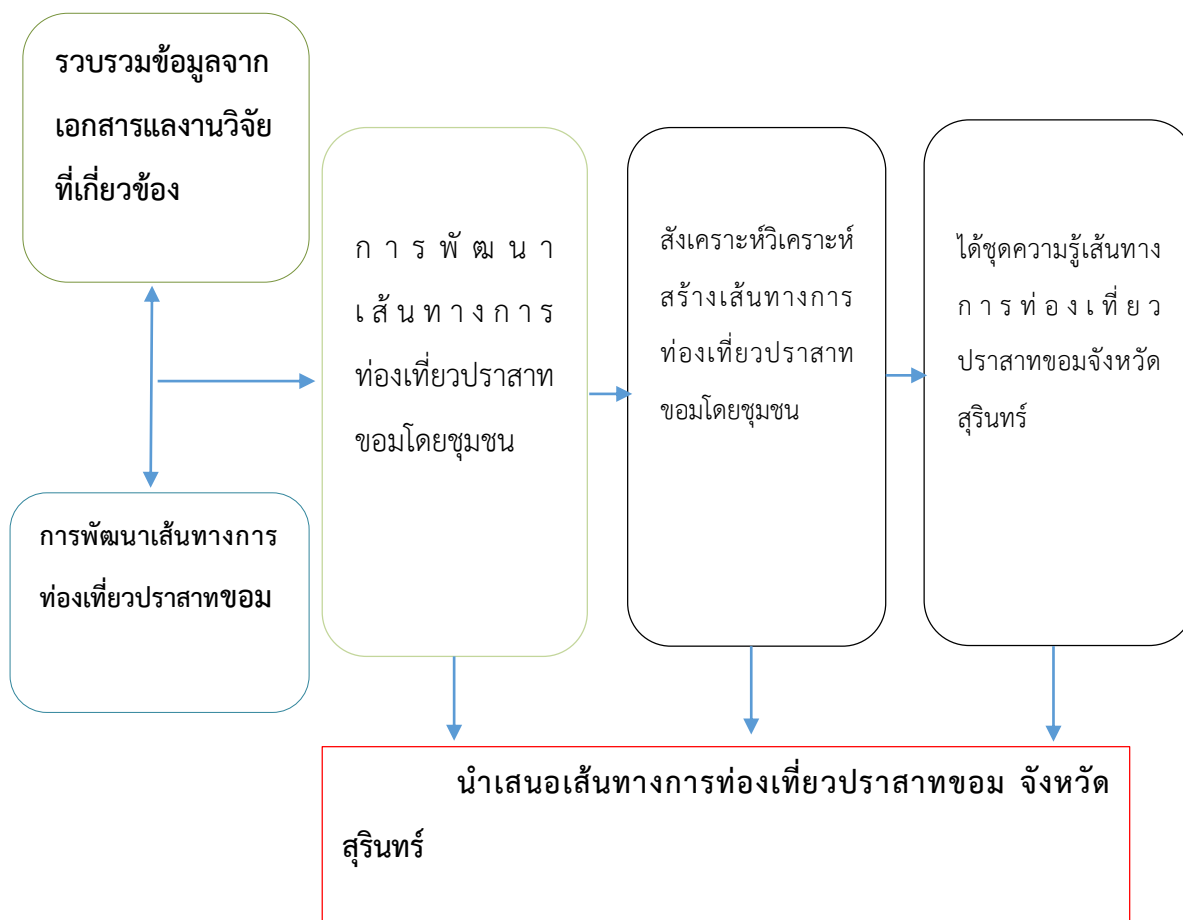 รวบรวมข้อมูลจาก
เอกสารแลงานวิจัย
ที่เกี่ยวข้อง
การพัฒนาเส้นทางการ
ท่องเที่ยวปราสาทขอม
การพัฒนา
เส้นทางการ
ท่องเที่ยวปราสาท
ขอมโดยชุมชน
สังเคราะห์วิเคราะห์
สร้างเส้นทางการ
ท่องเที่ยวปราสาท
ขอมโดยชุมชน
ได้ชุดความรู้เส้นทาง
การท่องเที่ยว
ปราสาทขอมจังหวัด
สุรินทร์
นำเสนอเส้นทางการท่องเที่ยวปราสาทขอม จังหวัด
สุรินทร์